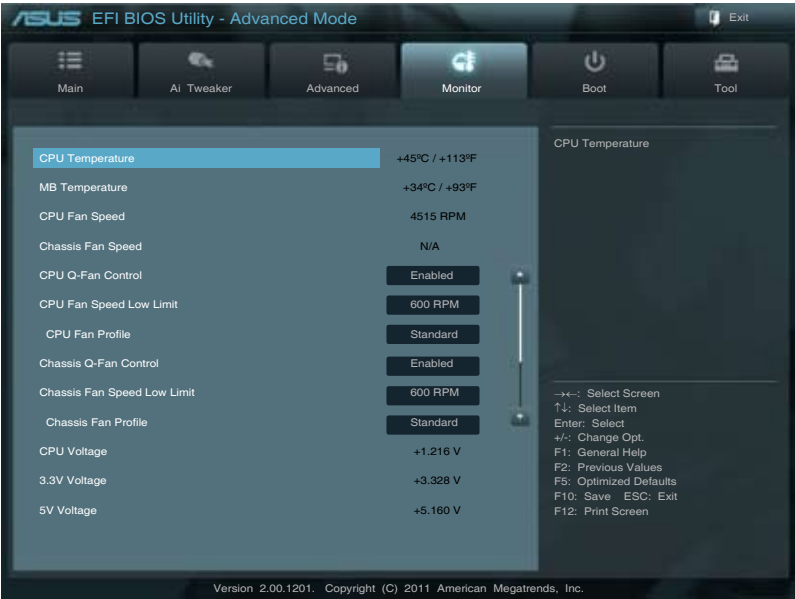 ASUS EFI BIOS Utility - Advanced Mode
Exit
Main
Ai Tweaker
Advanced
Monitor
Boot
Tool
CPU Temperature +45ºC / +113ºF
MB Temperature +34ºC / +93ºF
CPU Fan Speed 4515 RPM
Chassis Fan Speed N/A
CPU Q-Fan Control Enabled
CPU Fan Speed Low Limit 600 RPM
CPU Fan Profile Standard
Chassis Q-Fan Control Enabled
Chassis Fan Speed Low Limit 600 RPM
Chassis Fan Profile Standard
CPU Voltage +1.216 V
3.3V Voltage +3.328 V
5V Voltage +5.160 V
CPU Temperature
→←: Select Screen
↑↓: Select Item
Enter: Select
+/-: Change Opt.
F1: General Help
F2: Previous Values
F5: Optimized Defaults
F10: Save ESC: Exit
F12: Print Screen
Version 2.00.1201. Copyright (C) 2011 American Megatrends, Inc.